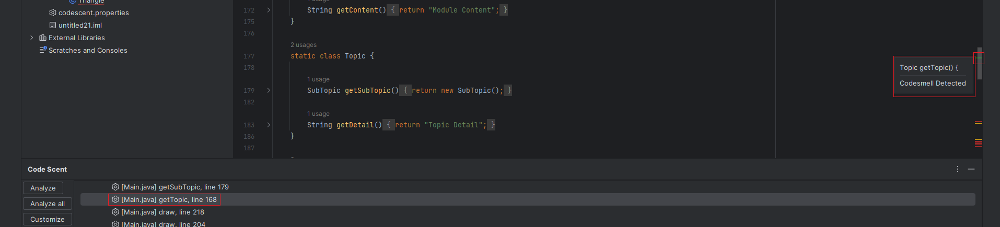 Triangle
codescent.properties
untitled21.iml
External Libraries
Scratches and Consoles
172 String getContent() { return "Module Content"; }
175 }
176
2 usages
177 static class Topic {
178
1 usage
179 SubTopic getSubTopic() { return new SubTopic(); }
182
1 usage
183 String getDetail() { return "Topic Detail"; }
186 }
187
Topic getTopic() {
Codesmell Detected
Code Scent
Analyze
Analyze all
Customize
[Main.java] getSubTopic, line 179
[Main.java] getTopic, line 168
[Main.java] draw, line 218
[Main.java] draw, line 204